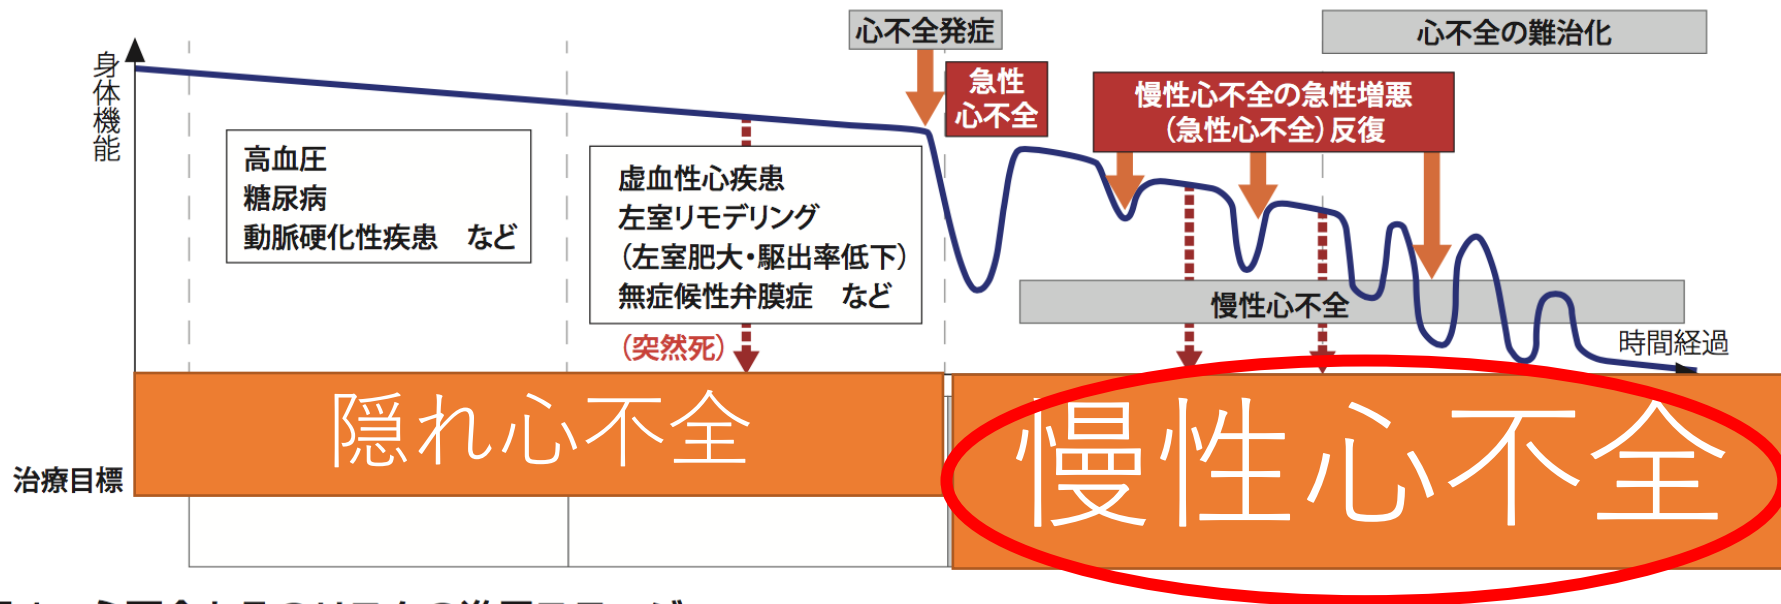 心不全発症
心不全の難治化
身体機能
急性
心不全
慢性心不全の急性増悪
(急性心不全)反復
高血圧
糖尿病
動脈硬化性疾患 など
虚血性心疾患
左室リモデリング
(左室肥大・駆出率低下)
無症候性弁膜症 など
(突然死)
慢性心不全
時間経過
隠れ心不全
慢性心不全
治療目標